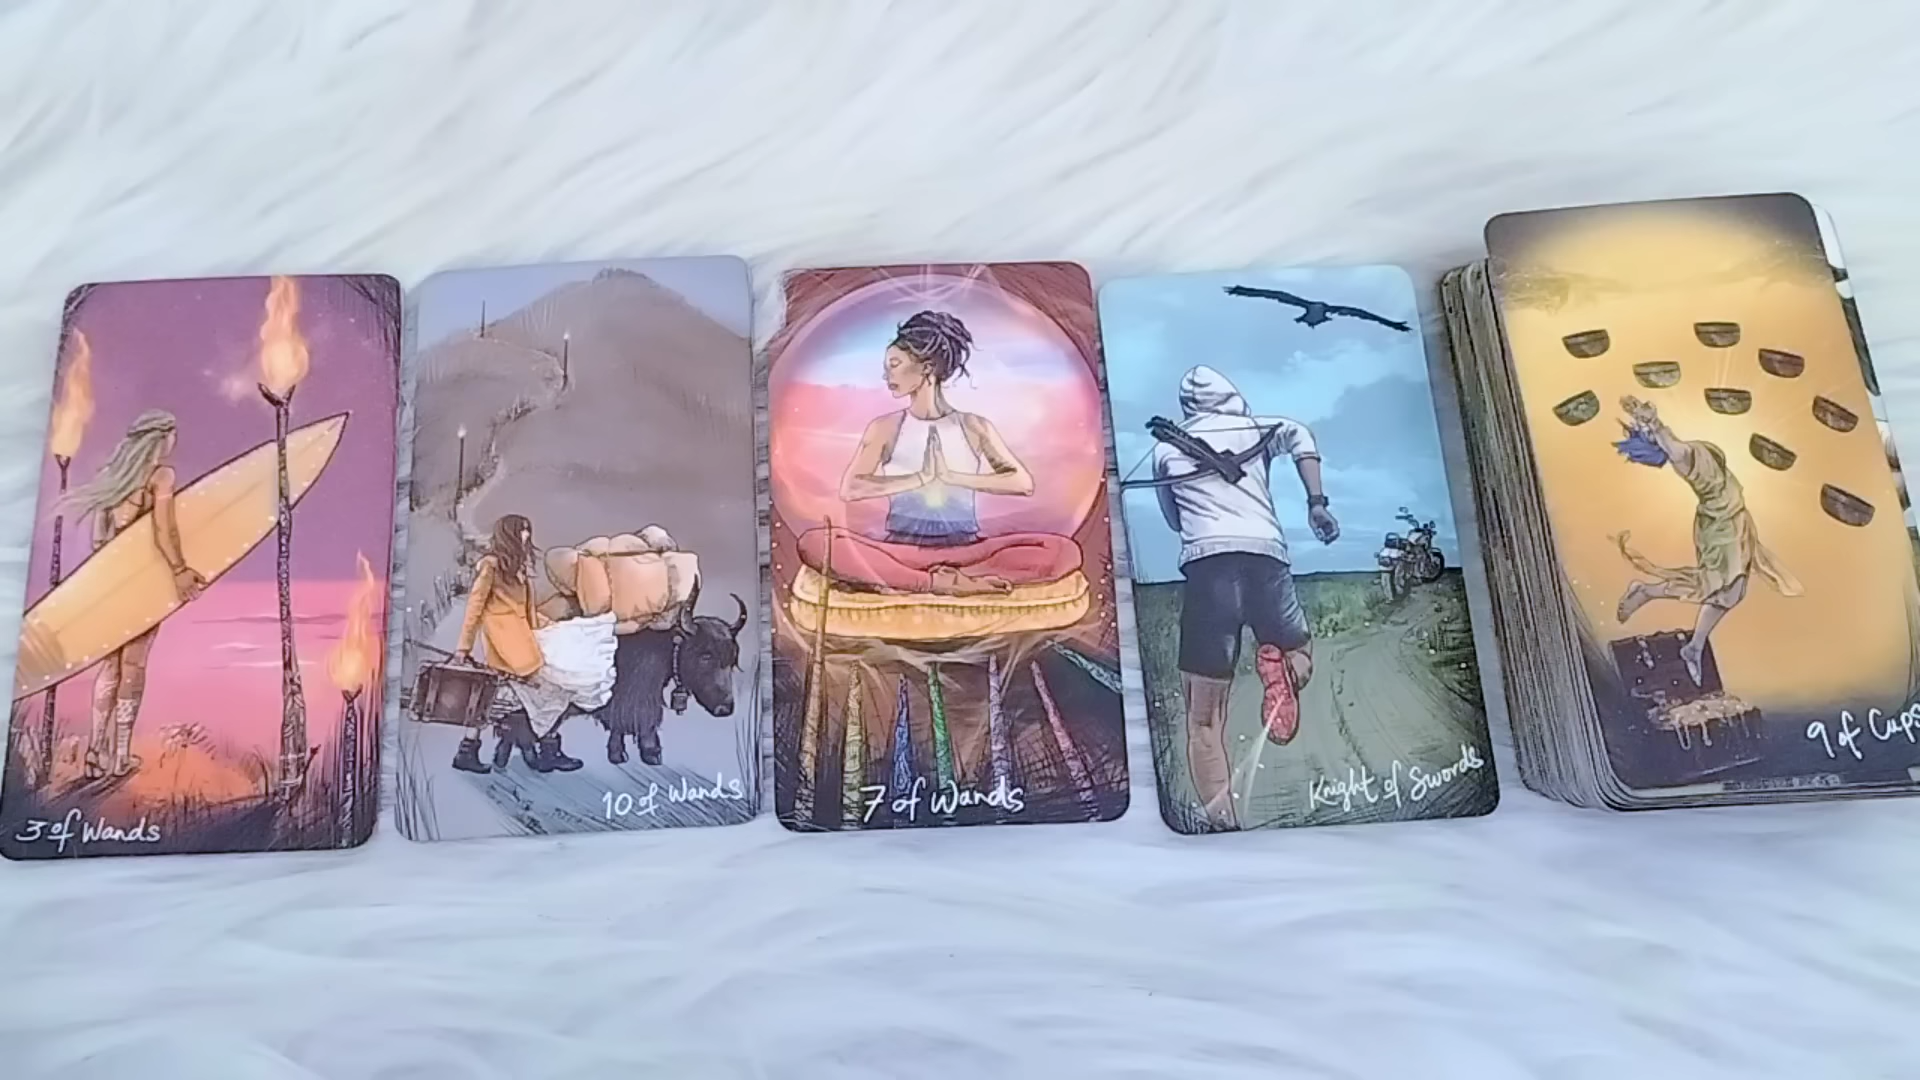 3 of Wands
10 of Wands
7 of Wands
Knight of Swords
9 of Cups